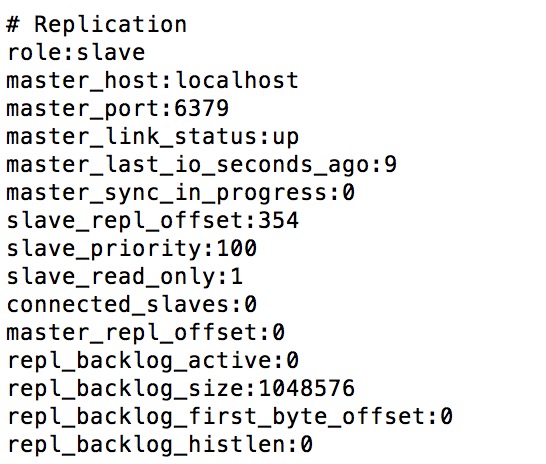 # Replication
role:slave
master_host:localhost
master_port:6379
master_link_status:up
master_last_io_seconds_ago:9
master_sync_in_progress:0
slave_repl_offset:354
slave_priority:100
slave_read_only:1
connected_slaves:0
master_repl_offset:0
repl_backlog_active:0
repl_backlog_size:1048576
repl_backlog_first_byte_offset:0
repl_backlog_histlen:0